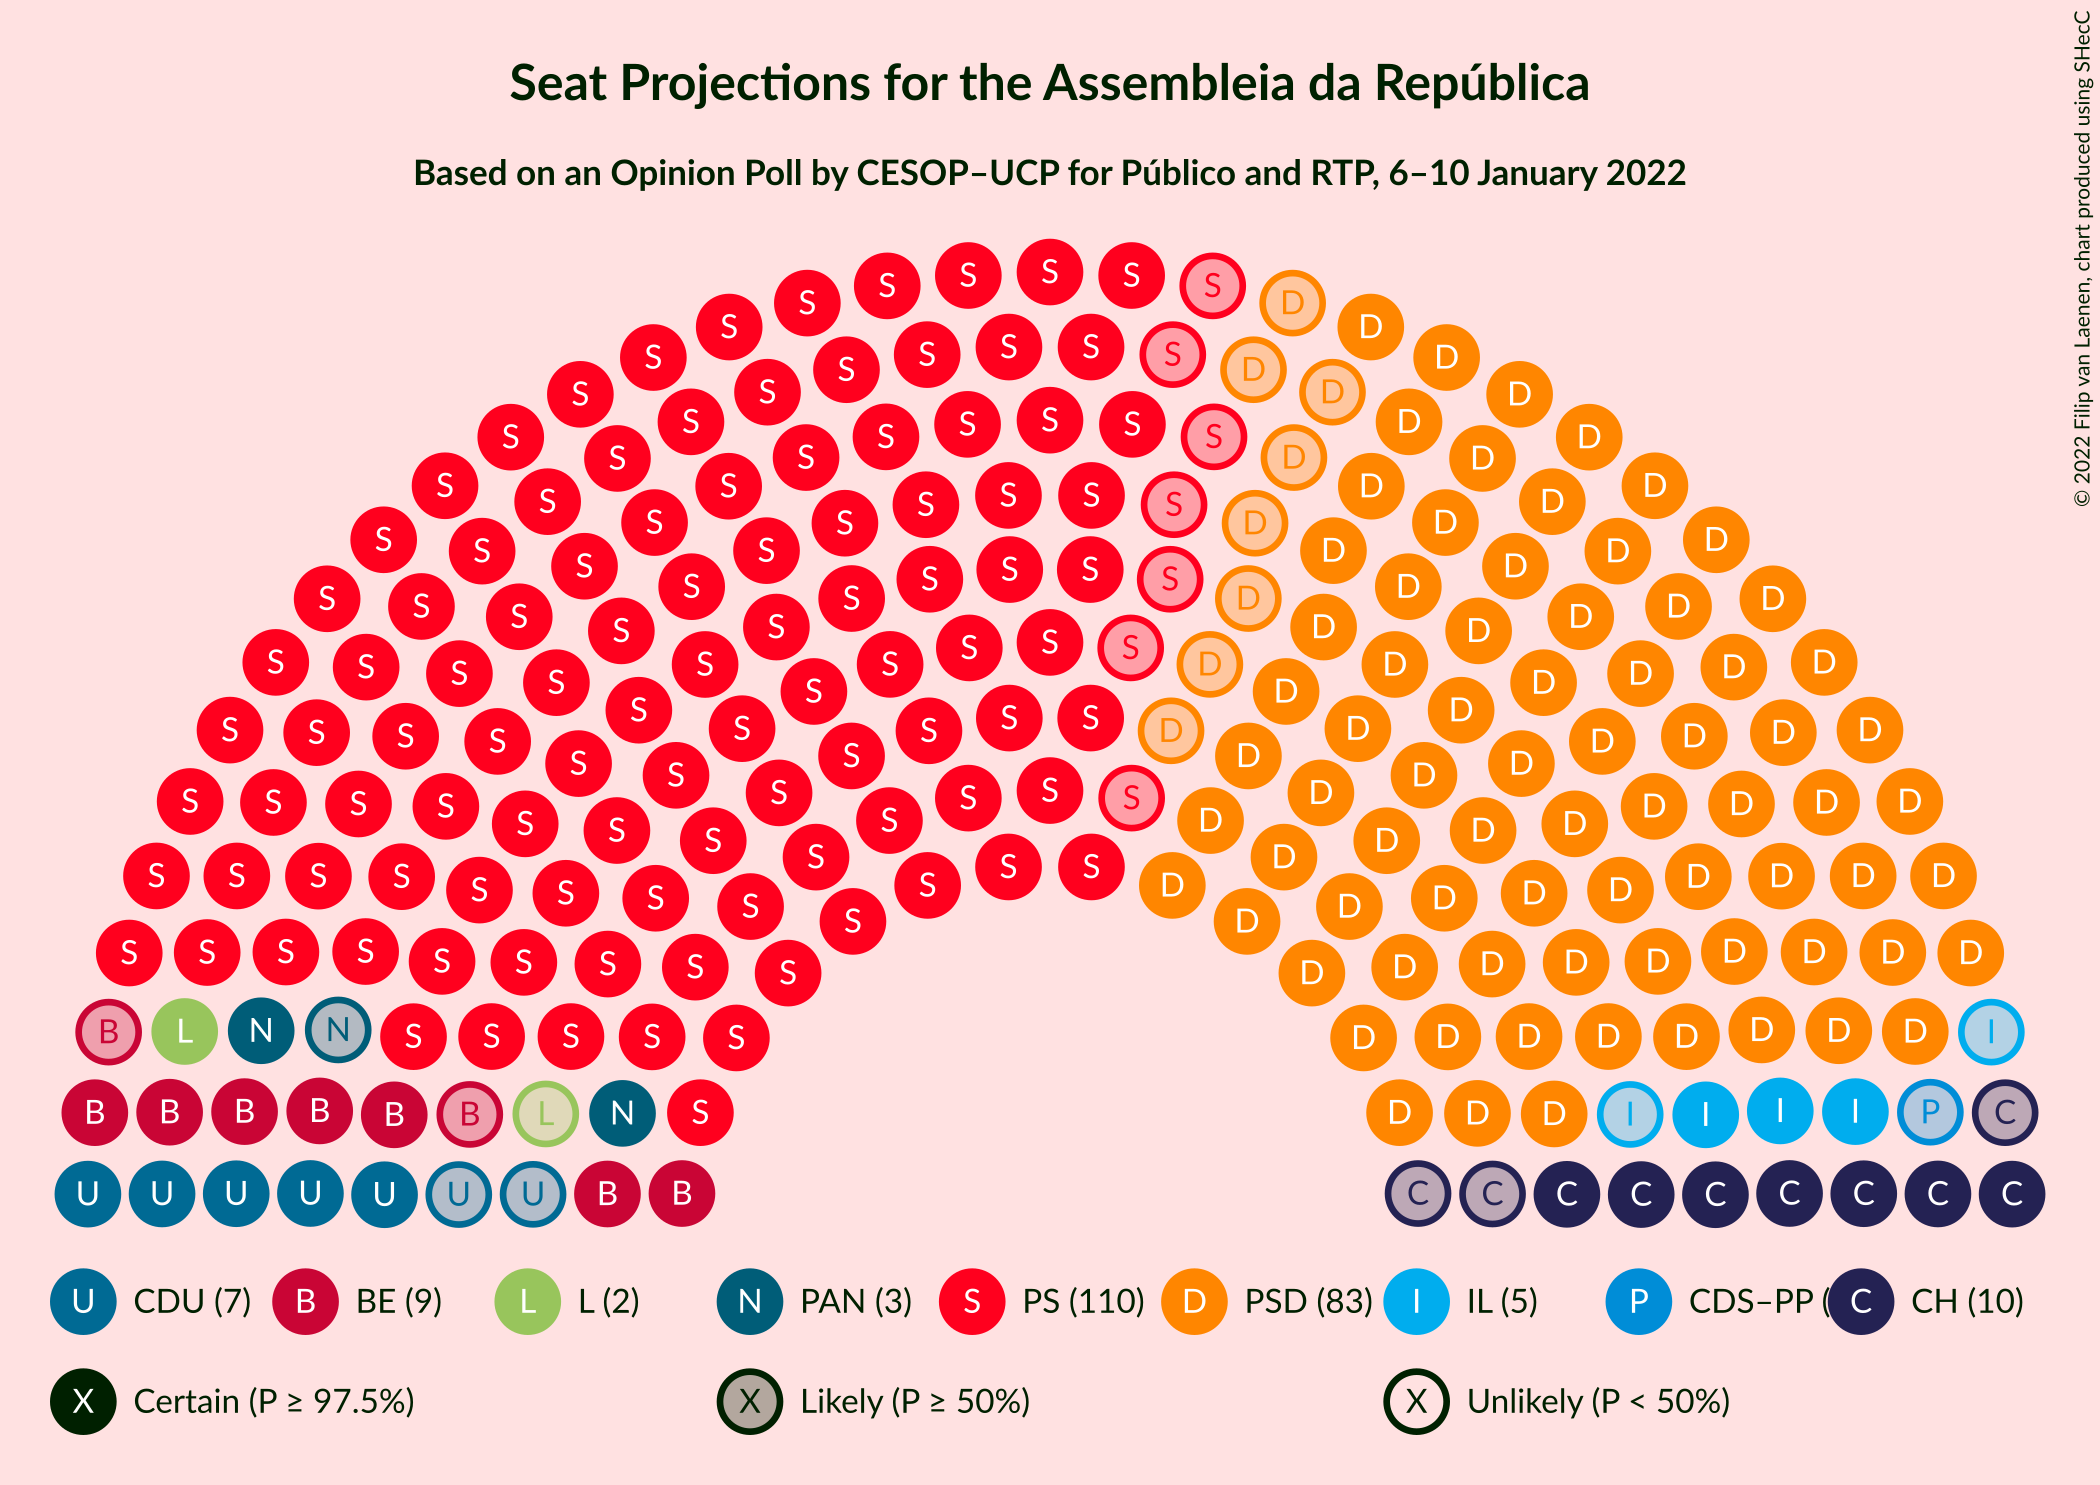 Seat Projections for the Assembleia da República
Based on an Opinion Poll by CESOP–UCP for Público and RTP, 6–10 January 2022
© 2022 Filip van Laenen, chart produced using SHecC
U CDU (7) B BE (9) L L (2) N PAN (3) S PS (110) D PSD (83) I IL (5) P CDS–PP ( C CH (10)
X Certain (P ≥ 97.5%) X Likely (P ≥ 50%) X Unlikely (P < 50%)